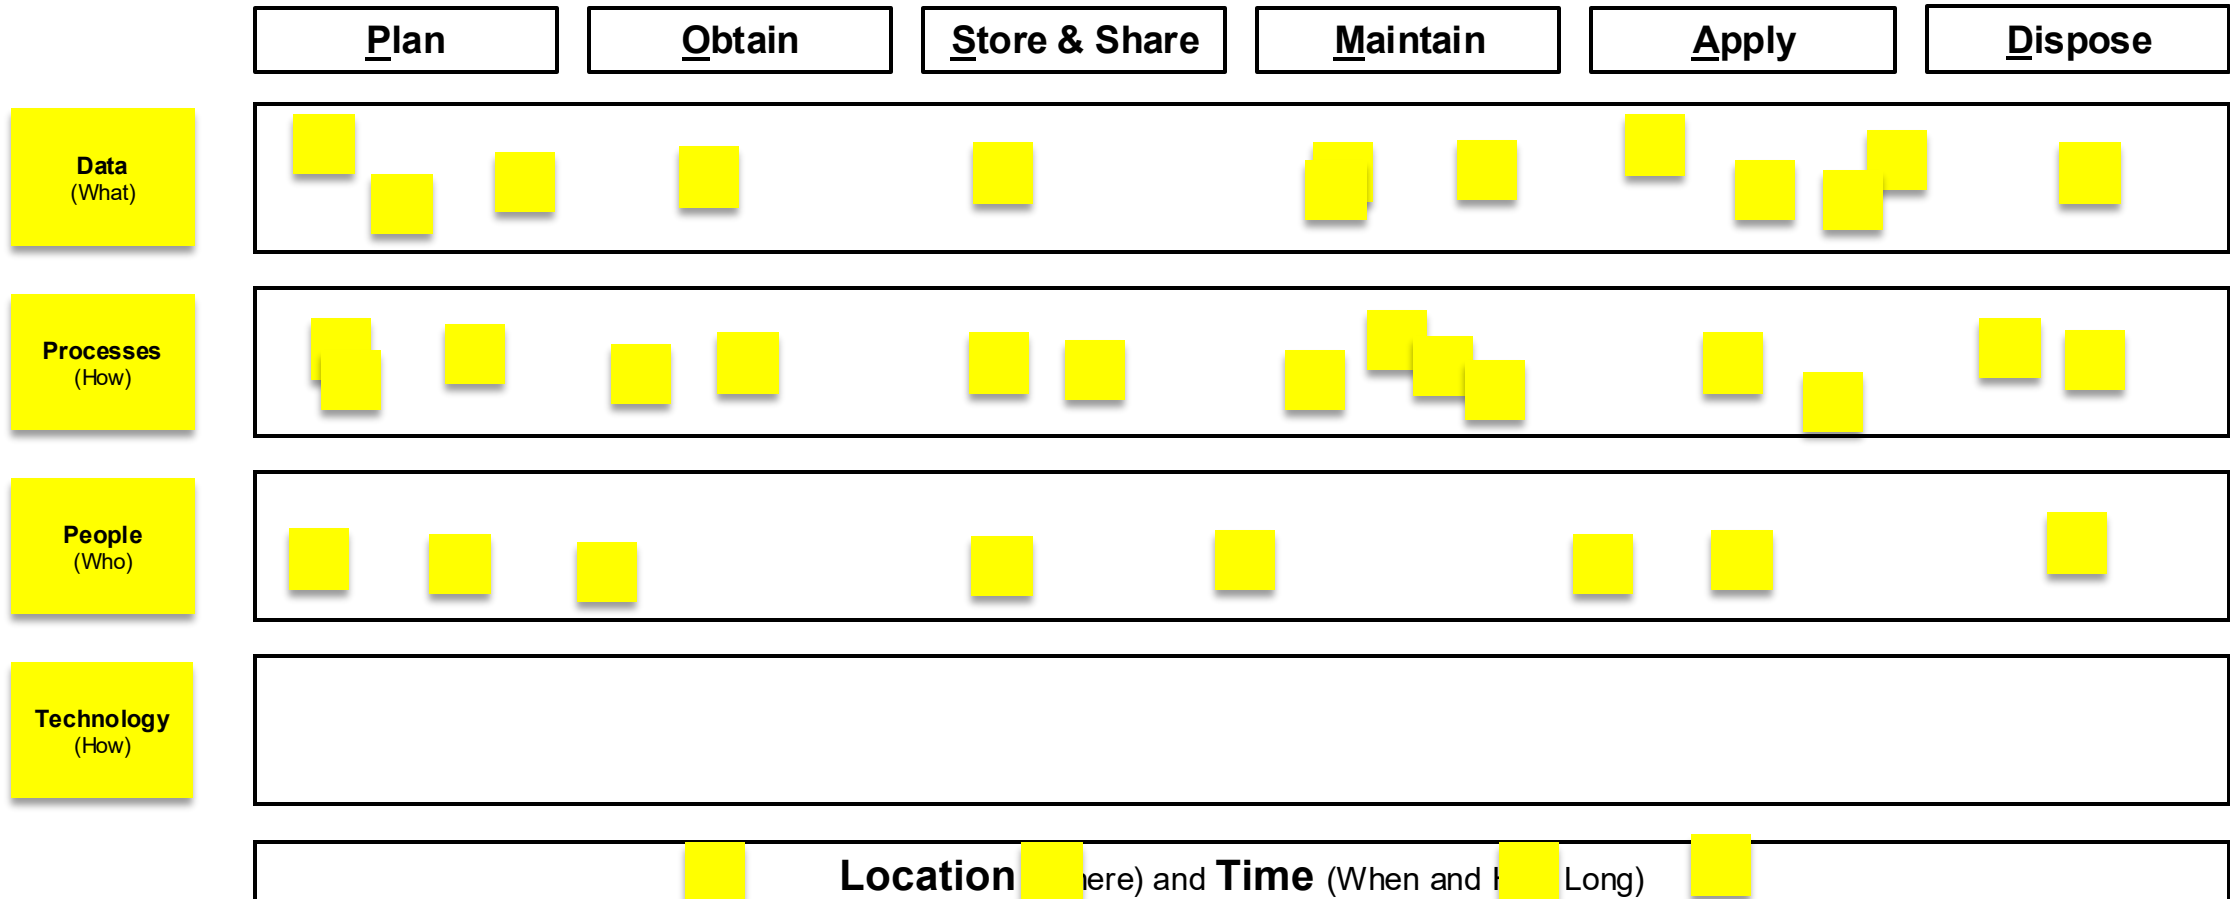 Plan
Obtain
Store & Share
Maintain
Apply
Dispose
Data
(What)
Processes
(How)
People
(Who)
Technology
(How)
Location here) and Time (When and H Long)